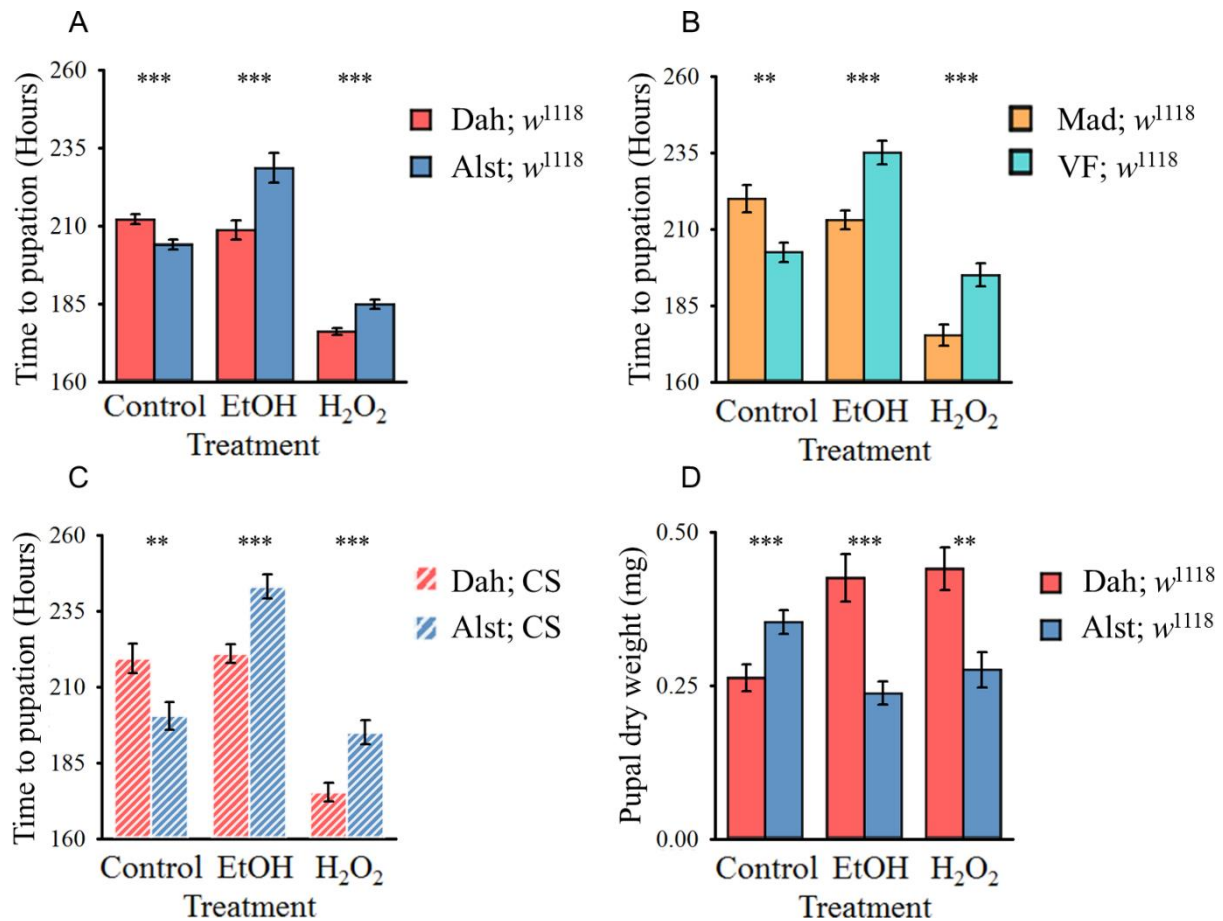 A
Time to pupation (Hours)
260
235
210
185
160
*** *** ***
Dah; w¹¹¹⁸
Alst; w¹¹¹⁸
Control EtOH H₂O₂
Treatment
B
Time to pupation (Hours)
260
235
210
185
160
** *** ***
Mad; w¹¹¹⁸
VF; w¹¹¹⁸
Control EtOH H₂O₂
Treatment
C
Time to pupation (Hours)
260
235
210
185
160
** *** ***
Dah; CS
Alst; CS
Control EtOH H₂O₂
Treatment
D
Pupal dry weight (mg)
0.50
0.25
0.00
*** *** **
Dah; w¹¹¹⁸
Alst; w¹¹¹⁸
Control EtOH H₂O₂
Treatment